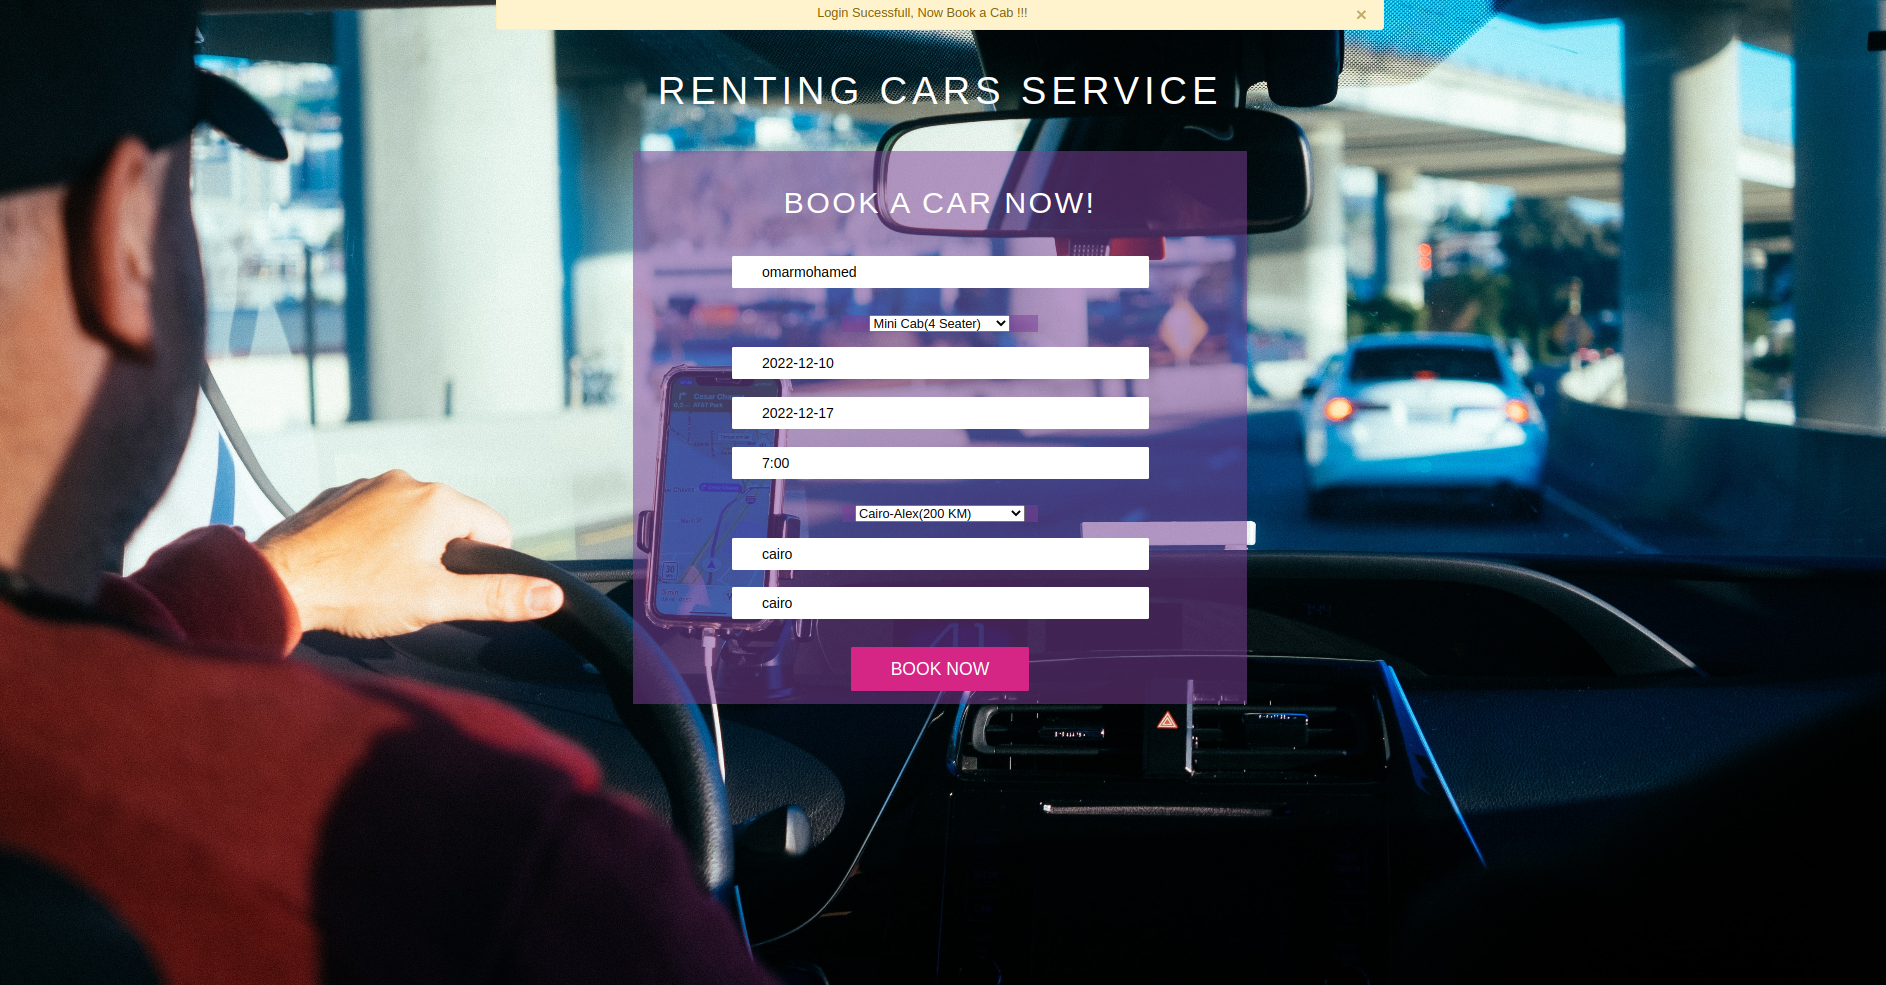 Login Sucessfull, Now Book a Cab !!!
×
RENTING CARS SERVICE
BOOK A CAR NOW!
omarmohamed
Mini Cab(4 Seater)
2022-12-10
2022-12-17
7:00
Cairo-Alex(200 KM)
cairo
cairo
BOOK NOW